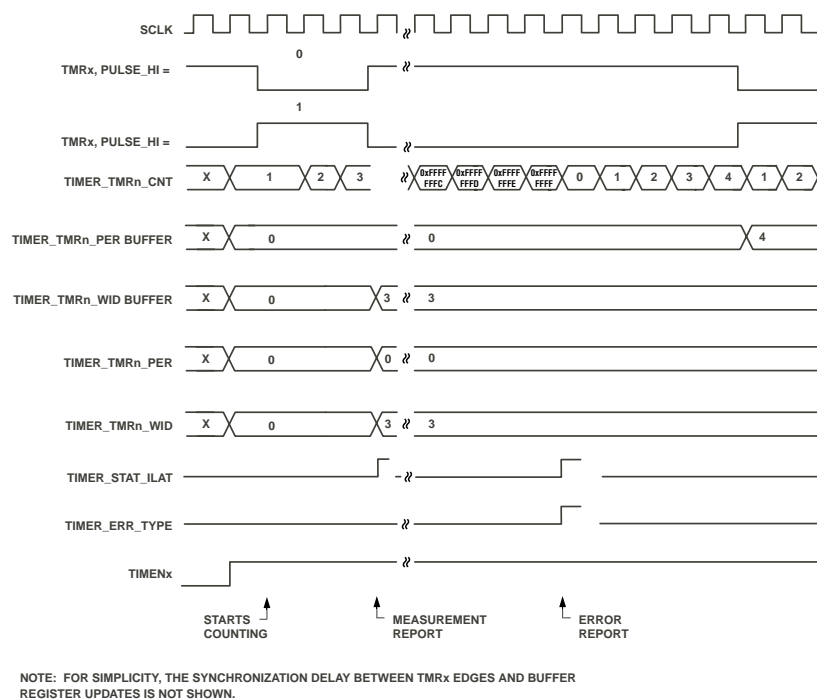 SCLK
0
TMRx, PULSE_HI =
1
TMRx, PULSE_HI =
TIMER_TMRn_CNT X 1 2 3 0xFFFF FFFC 0xFFFF FFFD 0xFFFF FFFE 0xFFFF FFFF 0 1 2 3 4 1 2
TIMER_TMRn_PER BUFFER X 0 0 4
TIMER_TMRn_WID BUFFER X 0 3 3
TIMER_TMRn_PER X 0 0 0
TIMER_TMRn_WID X 0 3 3
TIMER_STAT_ILAT
TIMER_ERR_TYPE
TIMENx
STARTS COUNTING
MEASUREMENT REPORT
ERROR REPORT
NOTE: FOR SIMPLICITY, THE SYNCHRONIZATION DELAY BETWEEN TMRx EDGES AND BUFFER
REGISTER UPDATES IS NOT SHOWN.